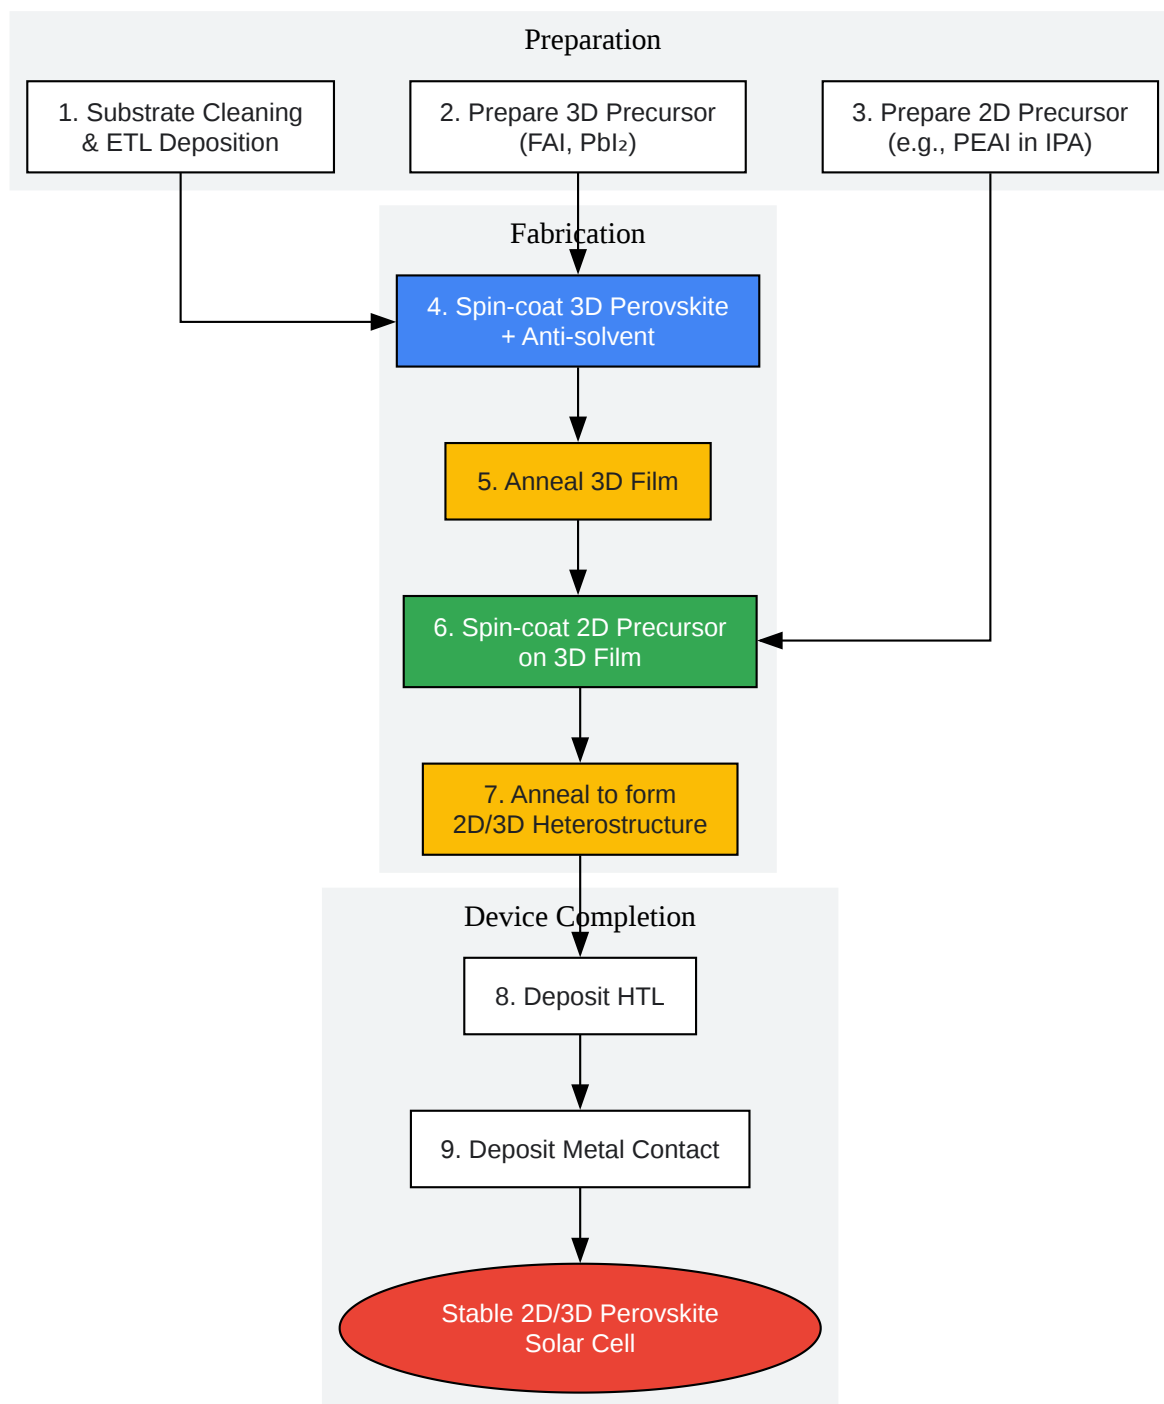 Preparation
1. Substrate Cleaning
& ETL Deposition
2. Prepare 3D Precursor
(FAI, PbI₂)
3. Prepare 2D Precursor
(e.g., PEAI in IPA)
Fabrication
4. Spin-coat 3D Perovskite
+ Anti-solvent
5. Anneal 3D Film
6. Spin-coat 2D Precursor
on 3D Film
7. Anneal to form
2D/3D Heterostructure
Device Completion
8. Deposit HTL
9. Deposit Metal Contact
Stable 2D/3D Perovskite
Solar Cell